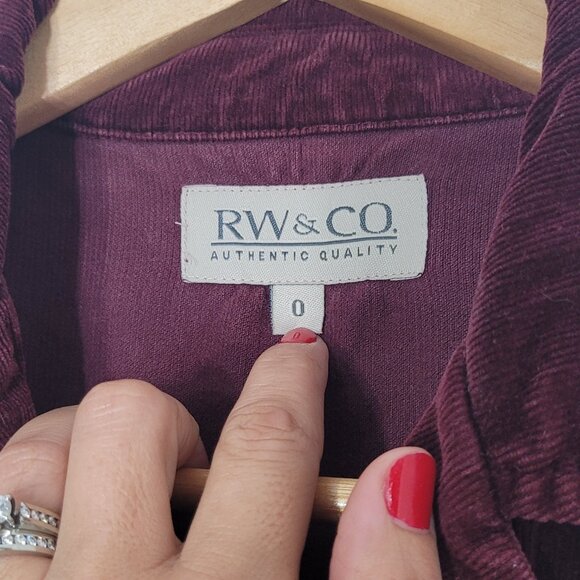 RW & CO.
AUTHENTIC QUALITY
0